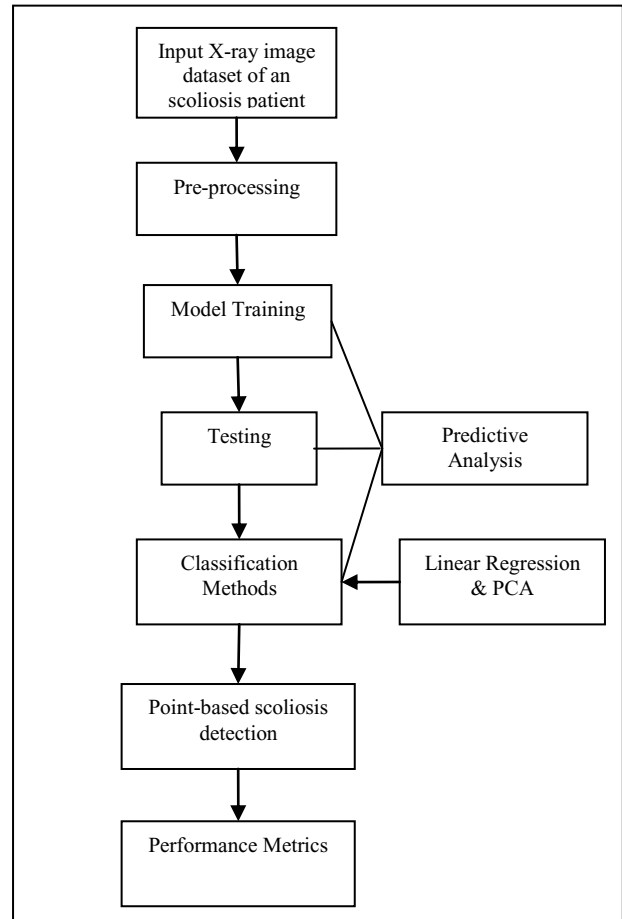 Input X-ray image
dataset of an
scoliosis patient
Pre-processing
Model Training
Testing
Predictive
Analysis
Classification
Methods
Linear Regression
& PCA
Point-based scoliosis
detection
Performance Metrics